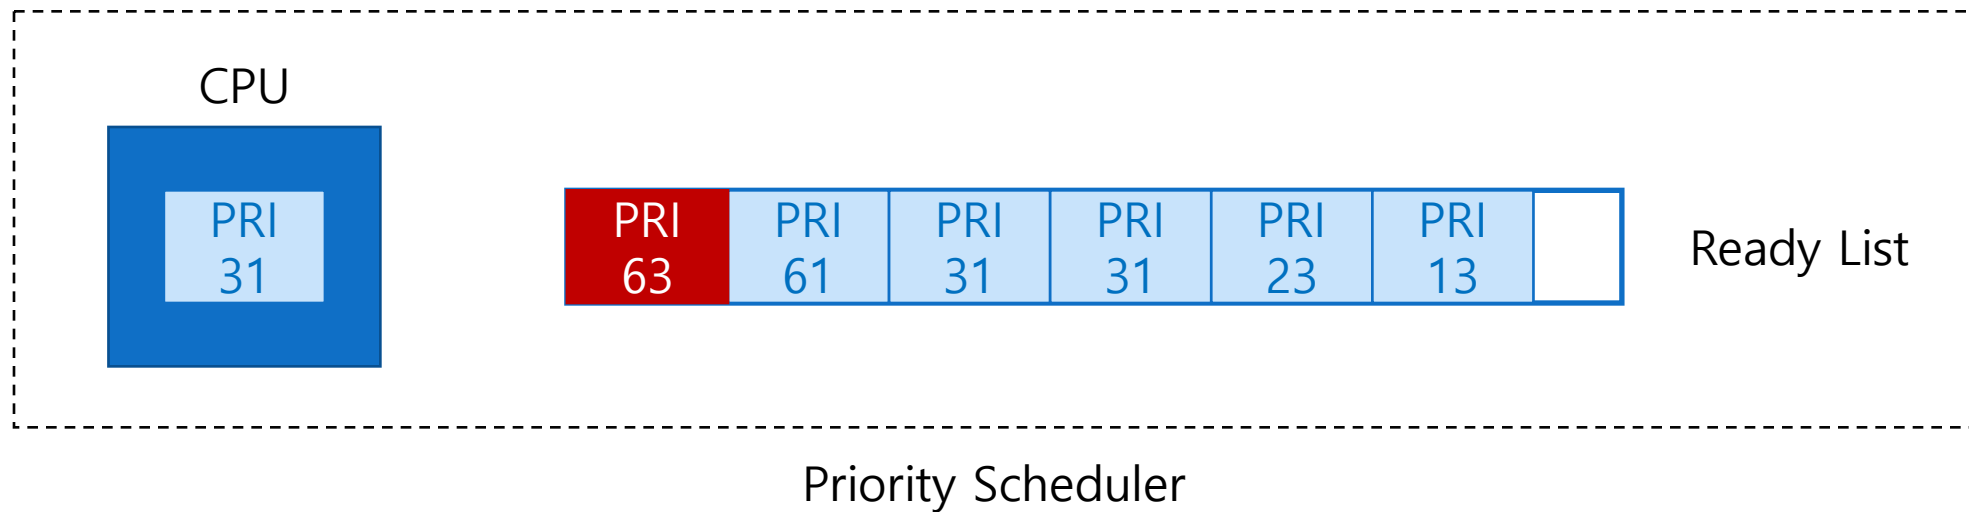 CPU
PRI
31
PRI
63
PRI
61
PRI
31
PRI
31
PRI
23
PRI
13
Ready List
Priority Scheduler